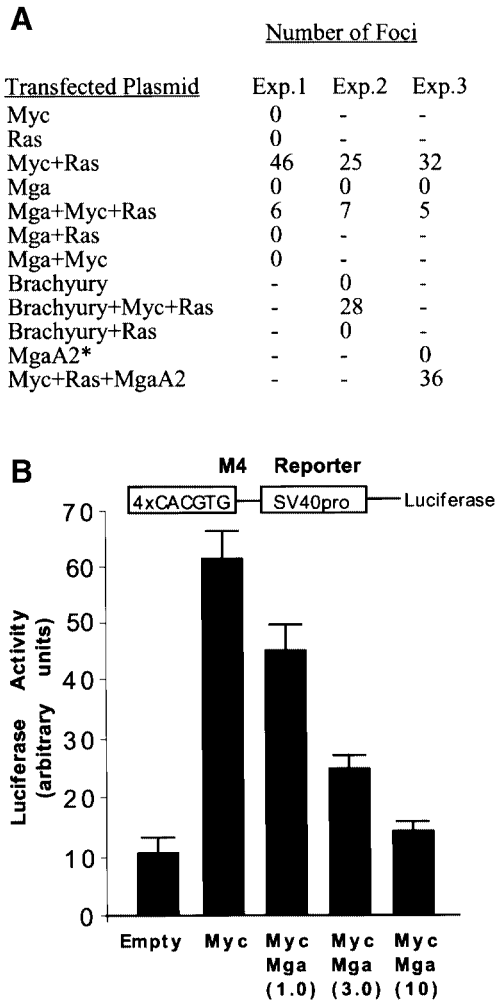 A
Number of Foci
Transfected Plasmid Exp.1 Exp.2 Exp.3
Myc 0 - -
Ras 0 - -
Myc+Ras 46 25 32
Mga 0 0 0
Mga+Myc+Ras 6 7 5
Mga+Ras 0 - -
Mga+Myc 0 - -
Brachyury - 0 -
Brachyury+Myc+Ras - 28 -
Brachyury+Ras - 0 -
MgaA2* - - 0
Myc+Ras+MgaA2 - - 36
B
M4 Reporter
4xCACGTG SV40pro Luciferase
Luciferase Activity
(arbitrary units)
70
60
50
40
30
20
10
0
Empty Myc Myc Myc Myc
Mga Mga Mga
(1.0) (3.0) (10)